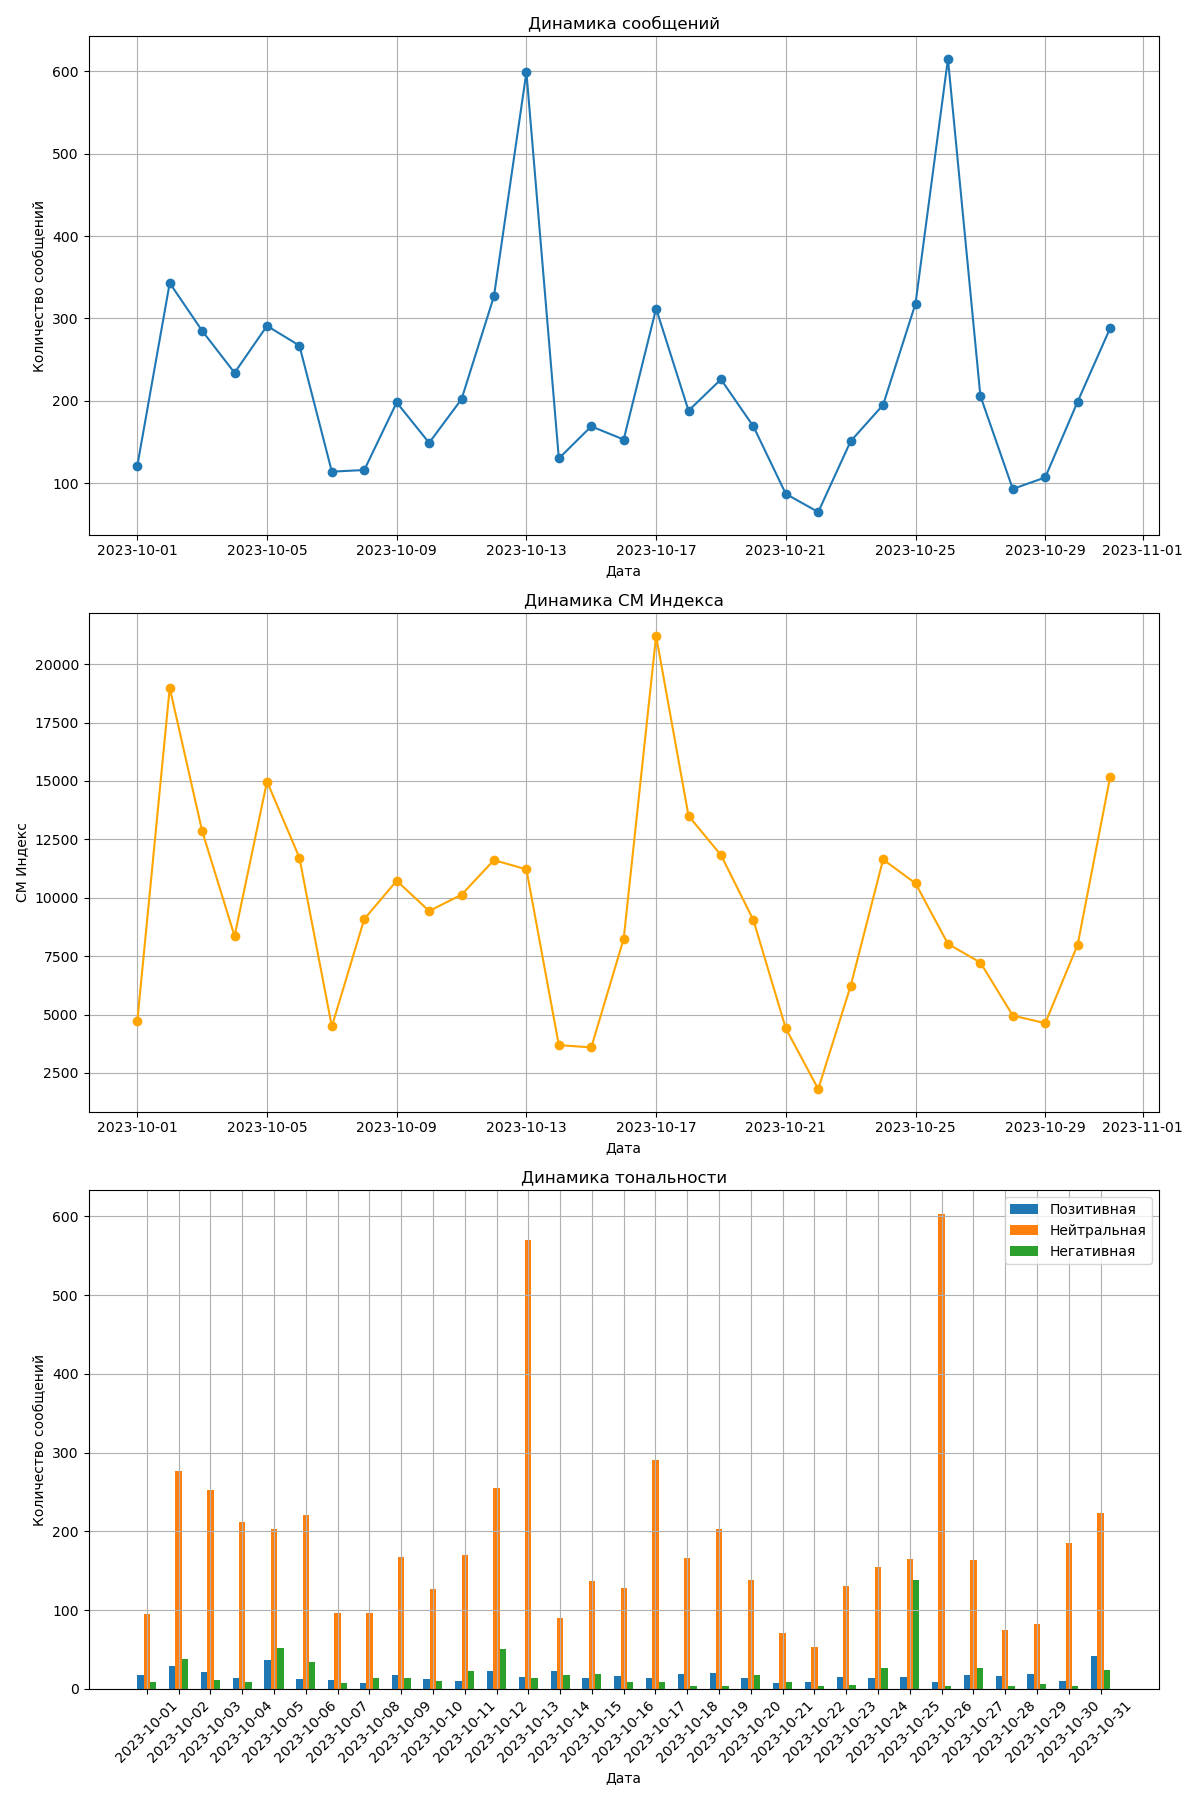 Динамика сообщений
600
500
400
300
200
100
Количество сообщений
2023-10-01 2023-10-05 2023-10-09 2023-10-13 2023-10-17 2023-10-21 2023-10-25 2023-10-29 2023-11-01
Дата
Динамика СМ Индекса
20000
17500
15000
12500
10000
7500
5000
2500
СМ Индекс
2023-10-01 2023-10-05 2023-10-09 2023-10-13 2023-10-17 2023-10-21 2023-10-25 2023-10-29 2023-11-01
Дата
Динамика тональности
Позитивная
Нейтральная
Негативная
600
500
400
300
200
100
0
Количество сообщений
2023-10-01 2023-10-02 2023-10-03 2023-10-04 2023-10-05 2023-10-06 2023-10-07 2023-10-08 2023-10-09 2023-10-10 2023-10-11 2023-10-12 2023-10-13 2023-10-14 2023-10-15 2023-10-16 2023-10-17 2023-10-18 2023-10-19 2023-10-20 2023-10-21 2023-10-22 2023-10-23 2023-10-24 2023-10-25 2023-10-26 2023-10-27 2023-10-28 2023-10-29 2023-10-30 2023-10-31
Дата